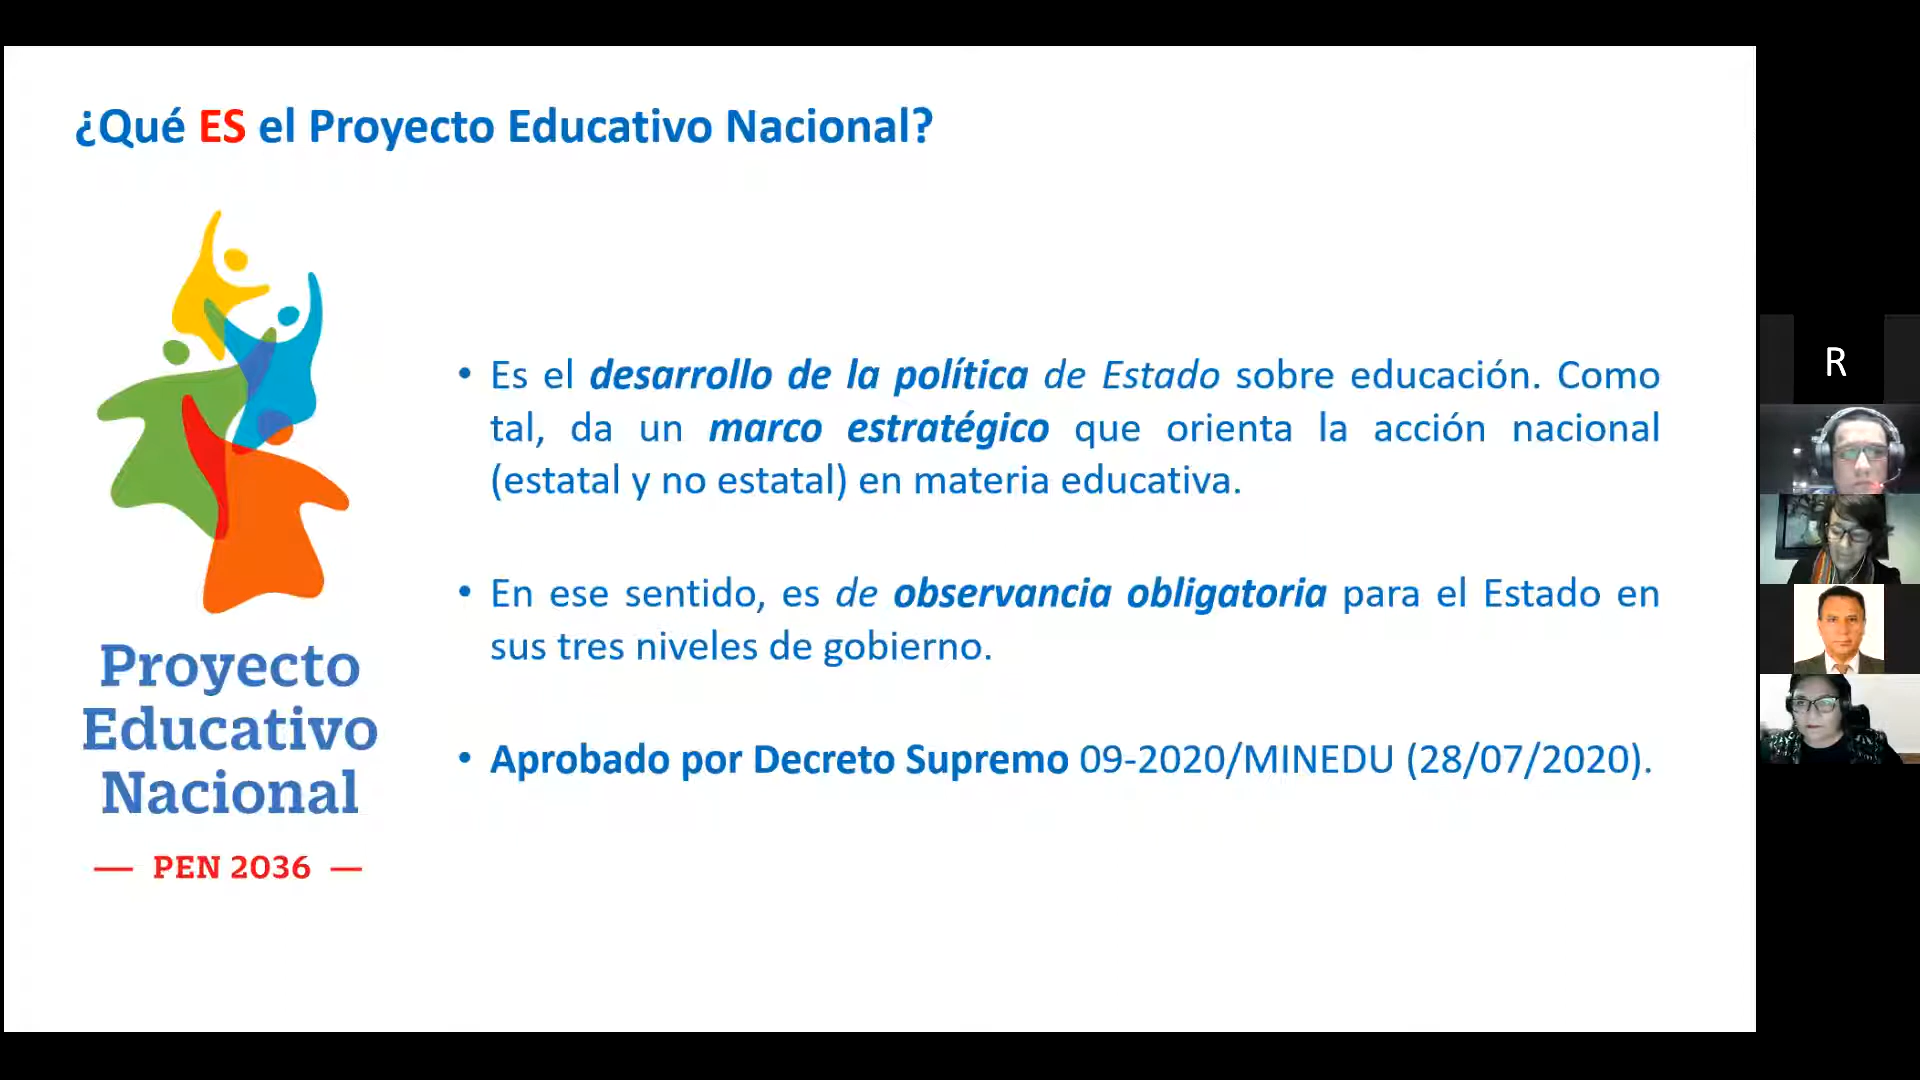 ¿Qué ES el Proyecto Educativo Nacional?
• Es el desarrollo de la política de Estado sobre educación. Como
tal, da un marco estratégico que orienta la acción nacional
(estatal y no estatal) en materia educativa.
• En ese sentido, es de observancia obligatoria para el Estado en
sus tres niveles de gobierno.
• Aprobado por Decreto Supremo 09-2020/MINEDU (28/07/2020).
Proyecto
Educativo
Nacional
— PEN 2036 —
R